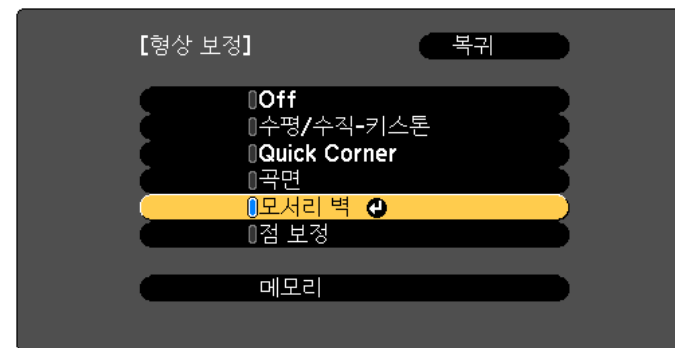 [형상 보정]
복귀
Off
수평/수직-키스톤
Quick Corner
곡면
모서리 벽
점 보정
메모리